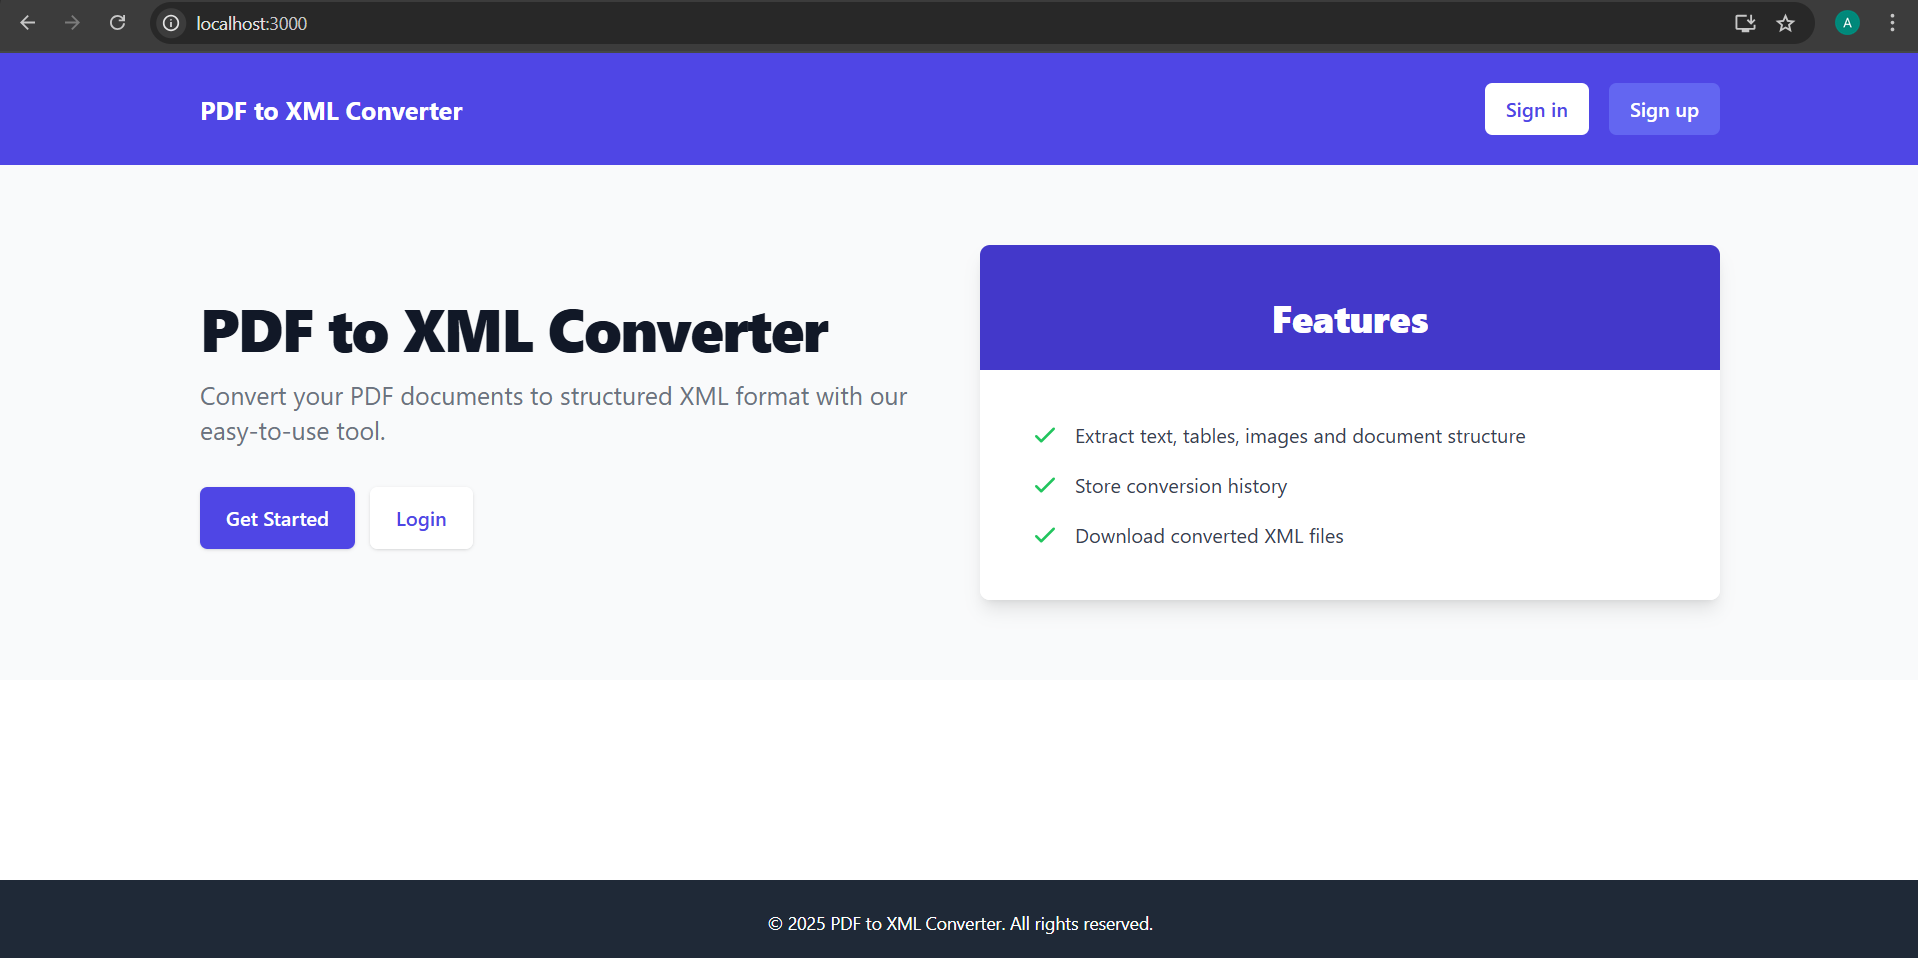 localhost:3000
A
PDF to XML Converter
Sign in
Sign up
PDF to XML Converter
Convert your PDF documents to structured XML format with our
easy-to-use tool.
Get Started
Login
Features
Extract text, tables, images and document structure
Store conversion history
Download converted XML files
© 2025 PDF to XML Converter. All rights reserved.